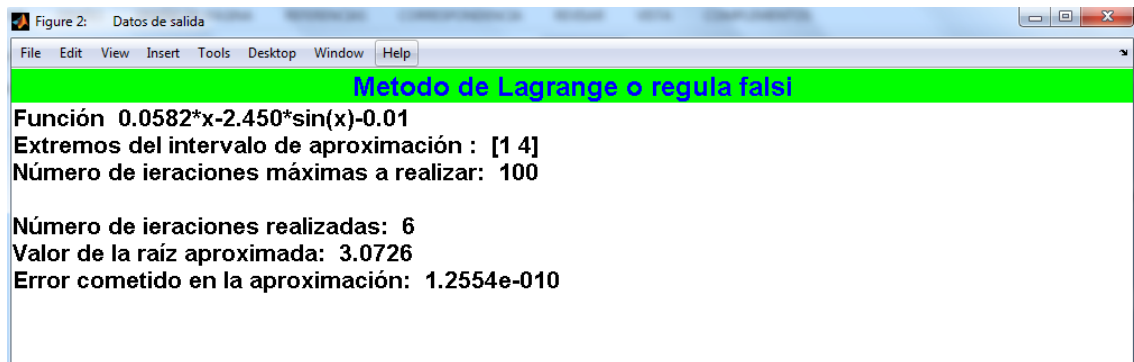 Figure 2: Datos de salida
File Edit View Insert Tools Desktop Window Help
Metodo de Lagrange o regula falsi
Función 0.0582*x-2.450*sin(x)-0.01
Extremos del intervalo de aproximación : [1 4]
Número de ieraciones máximas a realizar: 100
Número de ieraciones realizadas: 6
Valor de la raíz aproximada: 3.0726
Error cometido en la aproximación: 1.2554e-010